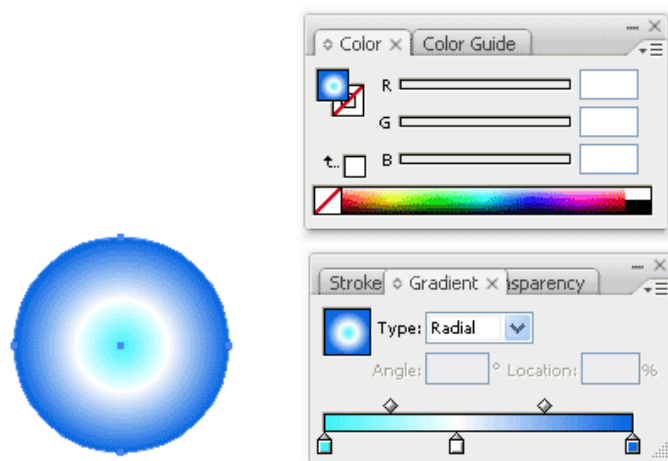 Color × Color Guide
R
G
B
Stroke Gradient × nsparency
Type: Radial
Angle: ° Location: %